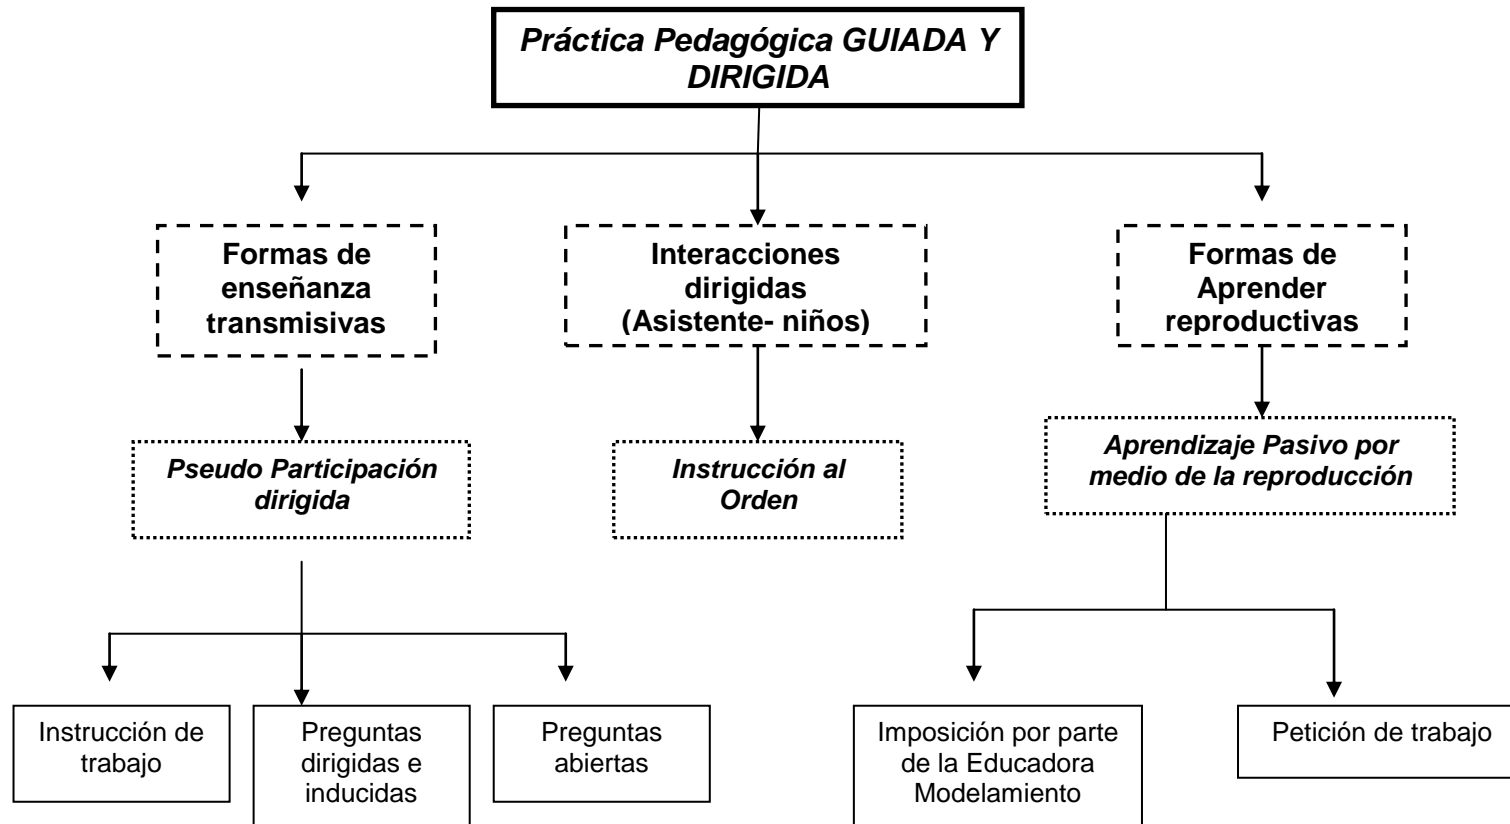 Práctica Pedagógica GUIADA Y
DIRIGIDA
Formas de
enseñanza
transmisivas
Interacciones
dirigidas
(Asistente- niños)
Formas de
Aprender
reproductivas
Pseudo Participación
dirigida
Instrucción al
Orden
Aprendizaje Pasivo por
medio de la reproducción
Instrucción de
trabajo
Preguntas
dirigidas e
inducidas
Preguntas
abiertas
Imposición por parte
de la Educadora
Modelamiento
Petición de trabajo